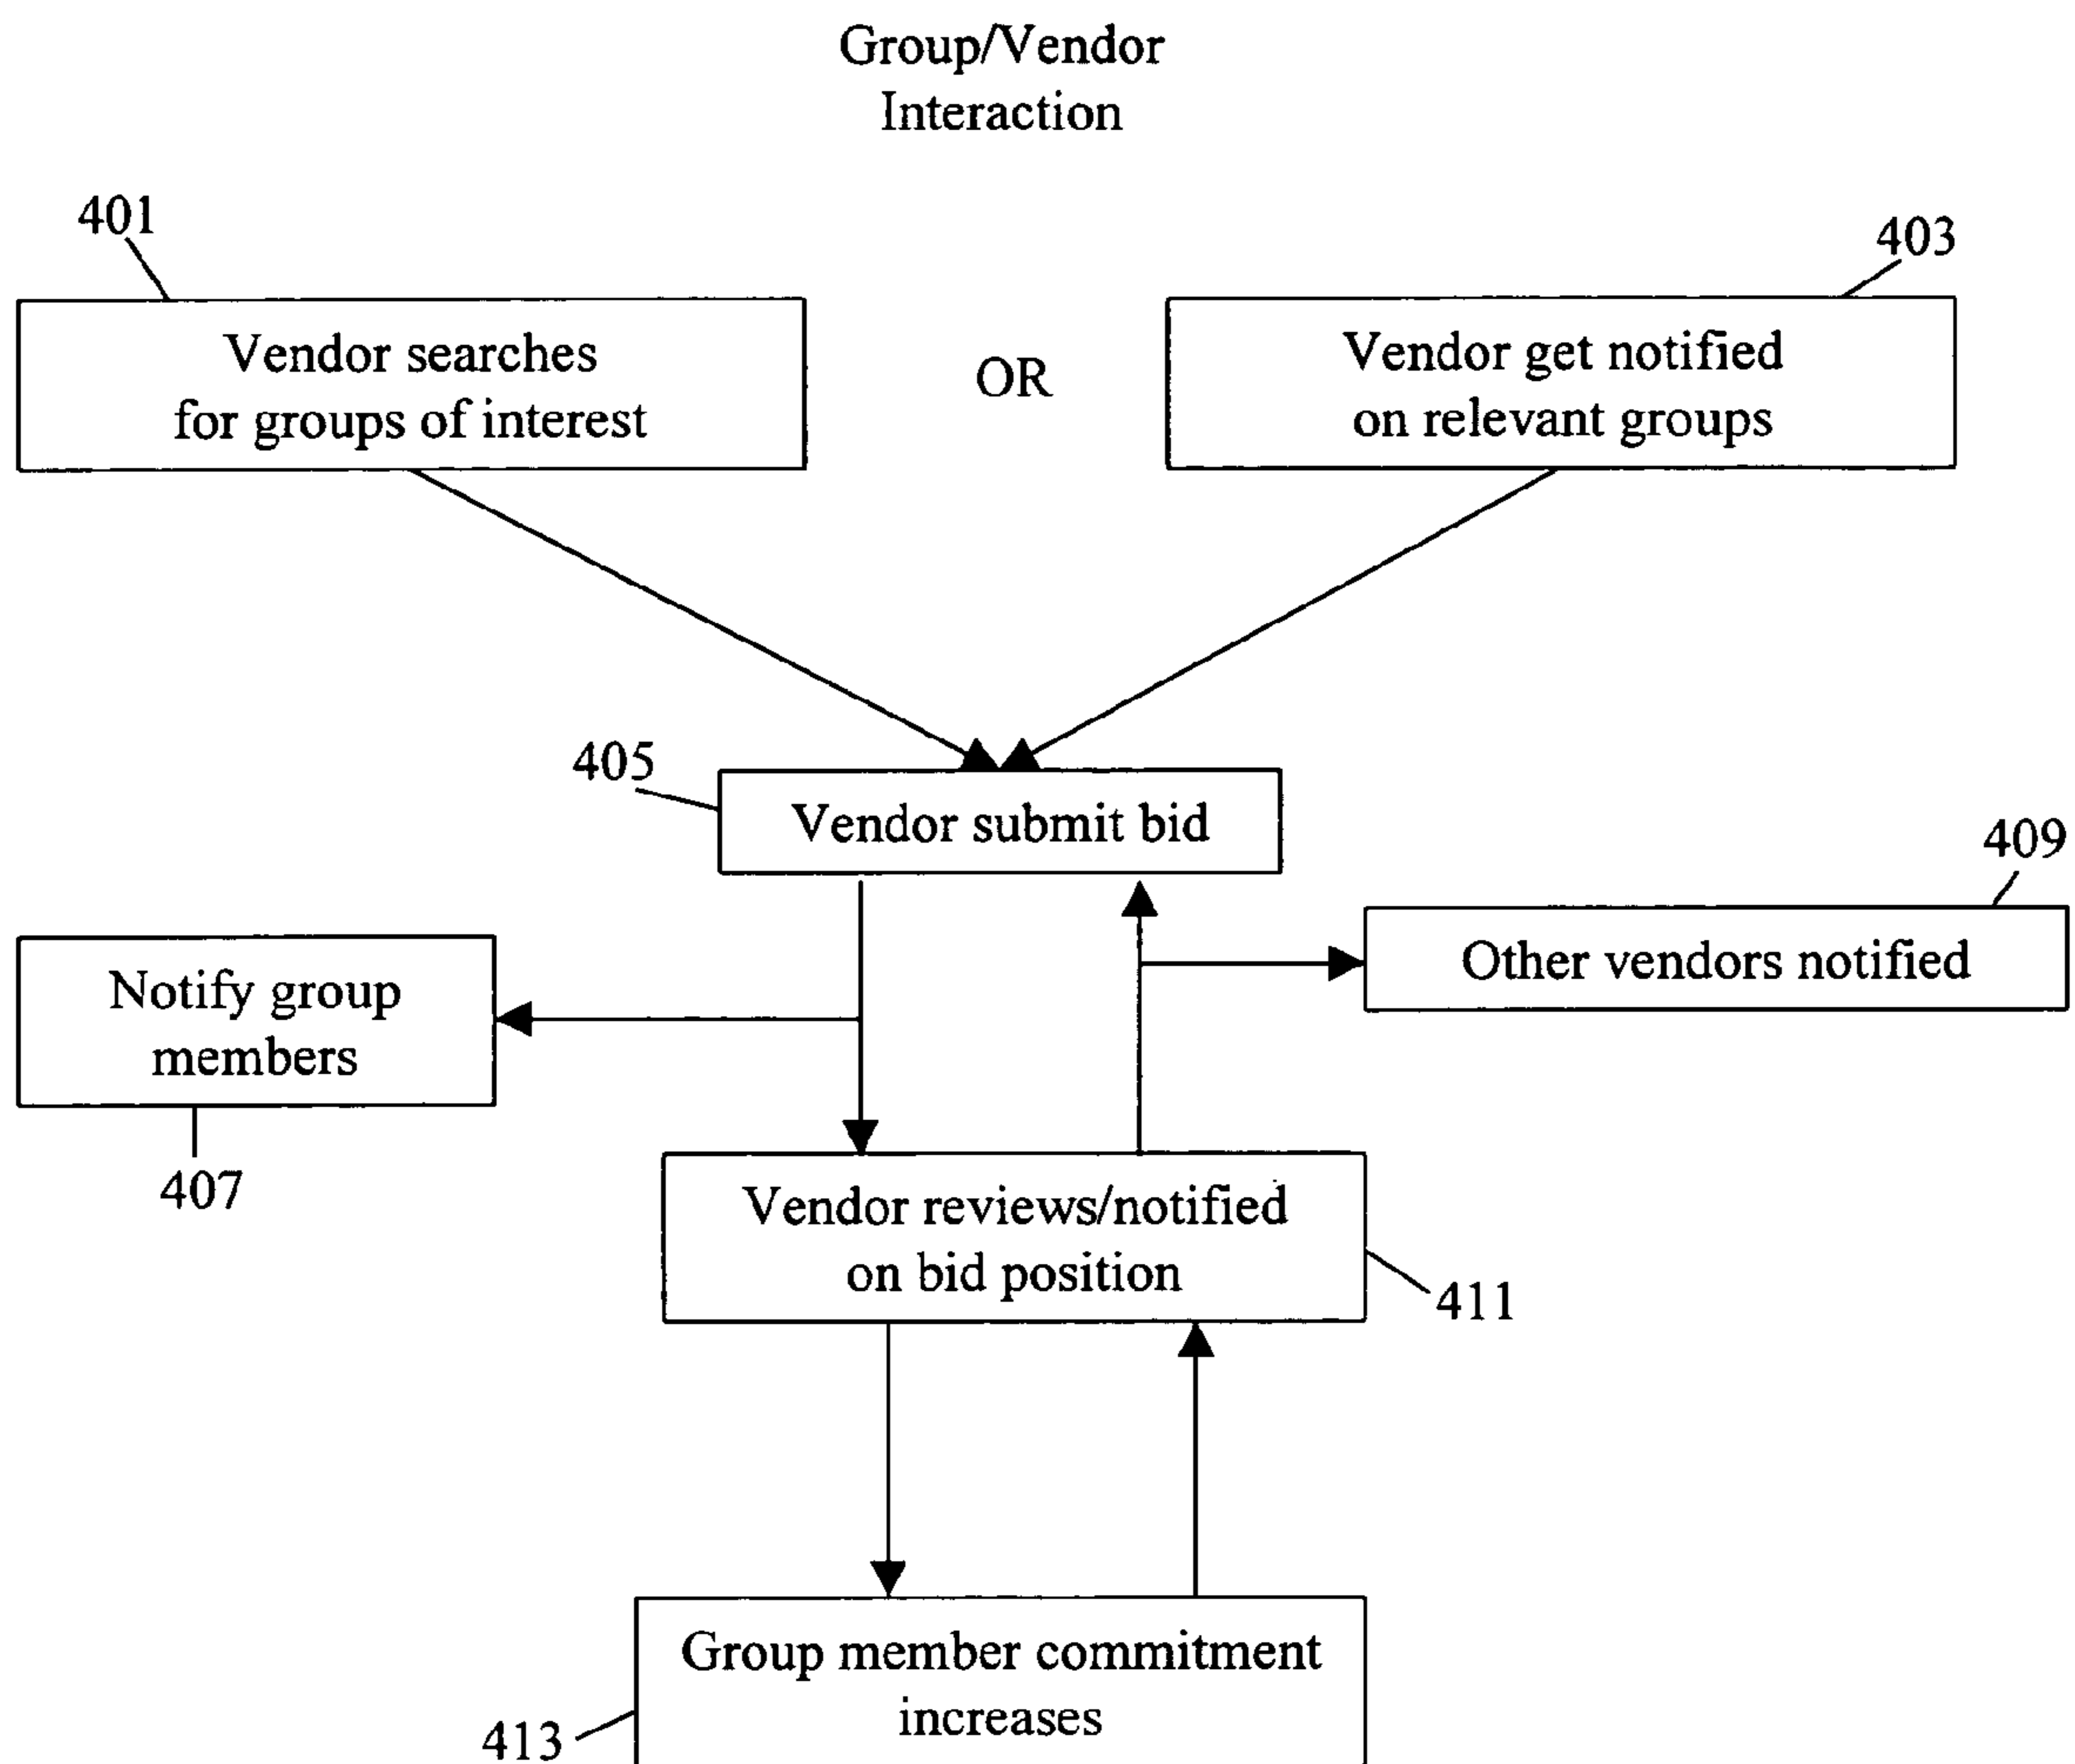 Group/Vendor
Interaction
401
403
Vendor searches
for groups of interest
OR
Vendor get notified
on relevant groups
405
Vendor submit bid
409
Other vendors notified
Notify group
members
407
Vendor reviews/notified
on bid position
411
Group member commitment
increases
413